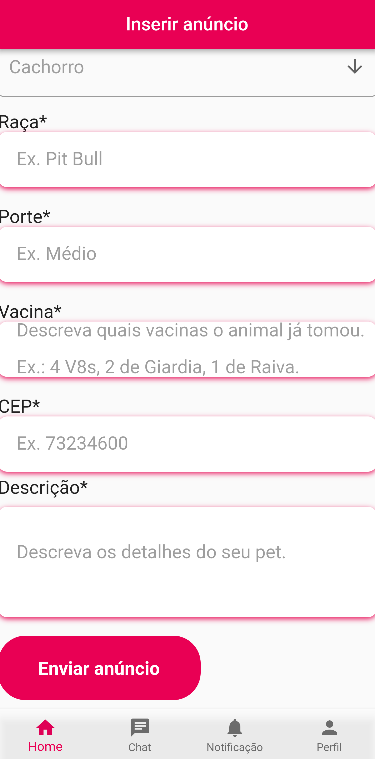 Inserir anúncio
Cachorro
Raça*
Ex. Pit Bull
Porte*
Ex. Médio
Vacina*
Descreva quais vacinas o animal já tomou.
Ex.: 4 V8s, 2 de Giardia, 1 de Raiva.
CEP*
Ex. 73234600
Descrição*
Descreva os detalhes do seu pet.
Enviar anúncio
Home Chat Notificação Perfil